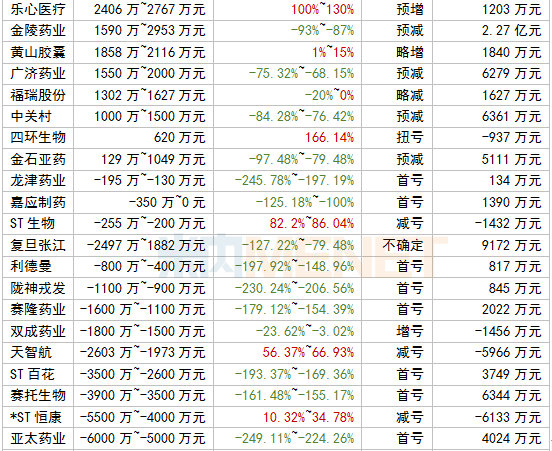 乐心医疗 2406 万~2767 万元 100%~130% 预增 1203 万元
金陵药业 1590 万~2953 万元 -93%~-87% 预减 2.27 亿元
黄山胶囊 1858 万~2116 万元 1%~15% 略增 1840 万元
广济药业 1550 万~2000 万元 -75.32%~-68.15% 预减 6279 万元
福瑞股份 1302 万~1627 万元 -20%~0% 略减 1627 万元
中关村 1000 万~1500 万元 -84.28%~-76.42% 预减 6361 万元
四环生物 620 万元 166.14% 扭亏 -937 万元
金石亚药 129 万~1049 万元 -97.48%~-79.48% 预减 5111 万元
龙津药业 -195 万~-130 万元 -245.78%~-197.19% 首亏 134 万元
嘉应制药 -350 万~0 元 -125.18%~-100% 首亏 1390 万元
ST 生物 -255 万~-200 万元 82.2%~86.04% 减亏 -1432 万元
复旦张江 -2497 万~1882 万元 -127.22%~-79.48% 不确定 9172 万元
利德曼 -800 万~-400 万元 -197.92%~-148.96% 首亏 817 万元
陇神戎发 -1100 万~-900 万元 -230.24%~-206.56% 首亏 845 万元
赛隆药业 -1600 万~-1100 万元 -179.12%~-154.39% 首亏 2022 万元
双成药业 -1800 万~-1500 万元 -23.62%~-3.02% 增亏 -1456 万元
天智航 -2603 万~-1973 万元 56.37%~66.93% 减亏 -5966 万元
ST 百花 -3500 万~-2600 万元 -193.37%~-169.36% 首亏 3749 万元
赛托生物 -3900 万~-3500 万元 -161.48%~-155.17% 首亏 6344 万元
*ST 恒康 -5500 万~-4000 万元 10.32%~34.78% 减亏 -6133 万元
亚太药业 -6000 万~-5000 万元 -249.11%~-224.26% 首亏 4024 万元